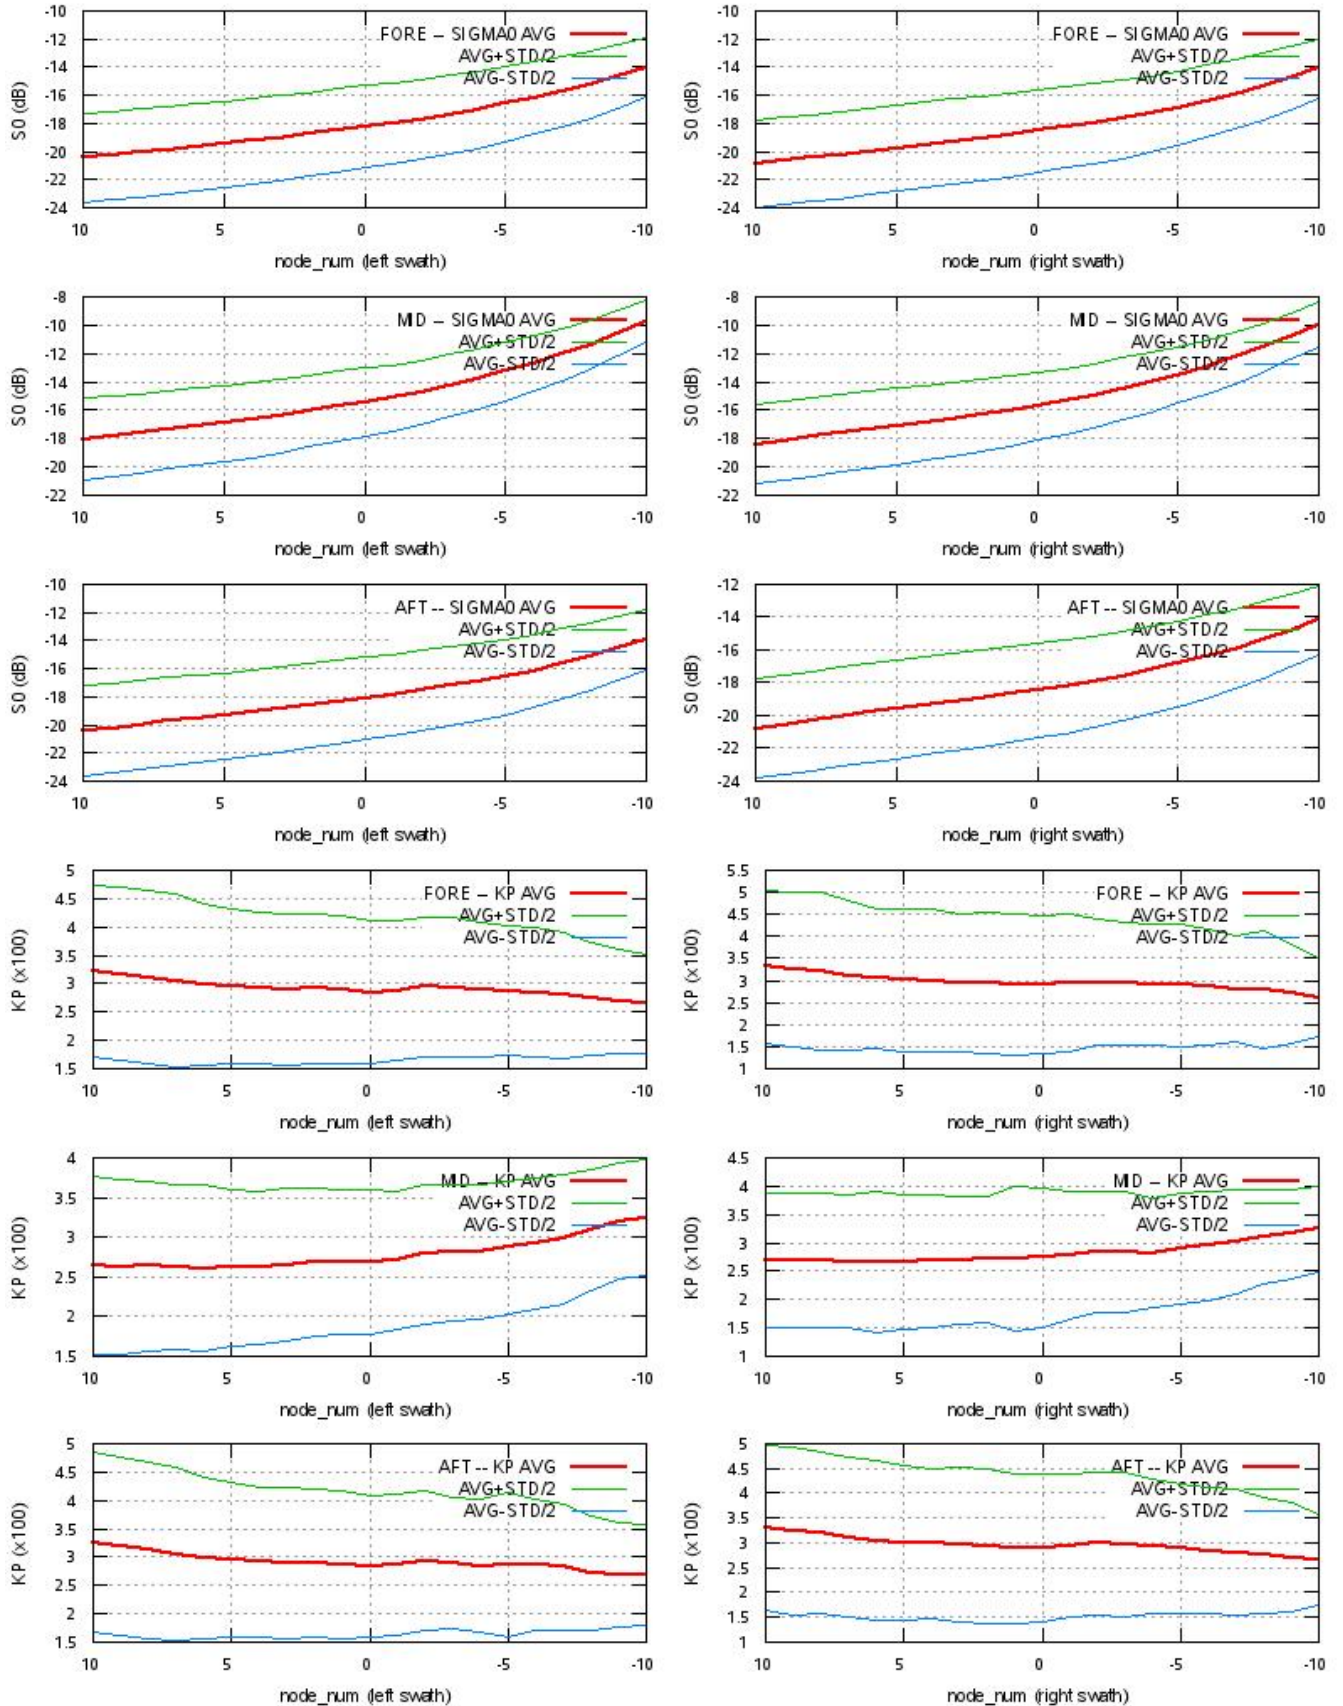 -10
-12
-14
-16
-18
-20
-22
-24
S0 (dB)
FORE – SIGMA0 AVG
AVG+STD/2
AVG-STD/2
10 5 0 -5 -10
node_num (left swath)
-10
-12
-14
-16
-18
-20
-22
-24
S0 (dB)
FORE – SIGMA0 AVG
AVG+STD/2
AVG-STD/2
10 5 0 -5 -10
node_num (right swath)
-8
-10
-12
-14
-16
-18
-20
-22
S0 (dB)
MID – SIGMA0 AVG
AVG+STD/2
AVG-STD/2
10 5 0 -5 -10
node_num (left swath)
-8
-10
-12
-14
-16
-18
-20
-22
S0 (dB)
MID – SIGMA0 AVG
AVG+STD/2
AVG-STD/2
10 5 0 -5 -10
node_num (right swath)
-10
-12
-14
-16
-18
-20
-22
-24
S0 (dB)
AFT -- SIGMA0 AVG
AVG+STD/2
AVG-STD/2
10 5 0 -5 -10
node_num (left swath)
-12
-14
-16
-18
-20
-22
-24
S0 (dB)
AFT -- SIGMA0 AVG
AVG+STD/2
AVG-STD/2
10 5 0 -5 -10
node_num (right swath)
5
4.5
4
3.5
3
2.5
2
1.5
KP (x100)
FORE – KP AVG
AVG+STD/2
AVG-STD/2
10 5 0 -5 -10
node_num (left swath)
5.5
5
4.5
4
3.5
3
2.5
2
1.5
1
KP (x100)
FORE – KP AVG
AVG+STD/2
AVG-STD/2
10 5 0 -5 -10
node_num (right swath)
4
3.5
3
2.5
2
1.5
KP (x100)
MID – KP AVG
AVG+STD/2
AVG-STD/2
10 5 0 -5 -10
node_num (left swath)
4.5
4
3.5
3
2.5
2
1.5
1
KP (x100)
MID – KP AVG
AVG+STD/2
AVG-STD/2
10 5 0 -5 -10
node_num (right swath)
5
4.5
4
3.5
3
2.5
2
1.5
KP (x100)
AFT -- KP AVG
AVG+STD/2
AVG-STD/2
10 5 0 -5 -10
node_num (left swath)
5
4.5
4
3.5
3
2.5
2
1.5
1
KP (x100)
AFT -- KP AVG
AVG+STD/2
AVG-STD/2
10 5 0 -5 -10
node_num (right swath)